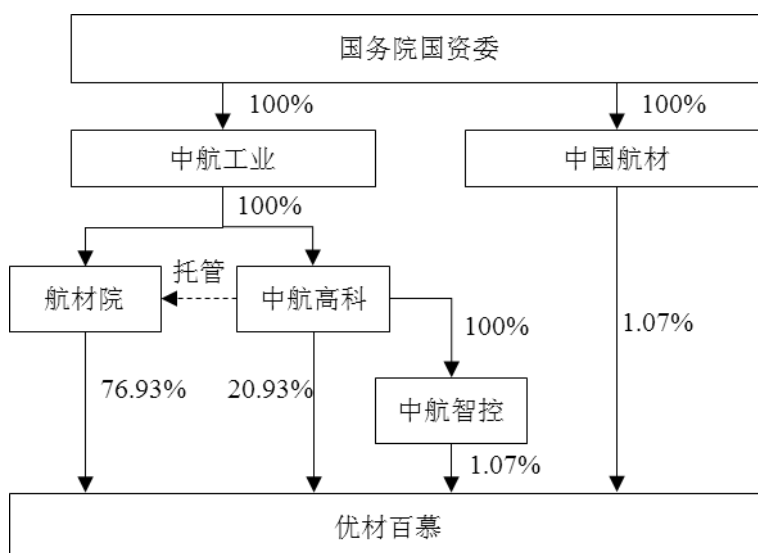 国务院国资委
100%
100%
中航工业
中国航材
100%
航材院
托管
中航高科
100%
1.07%
76.93%
20.93%
中航智控
1.07%
优材百慕